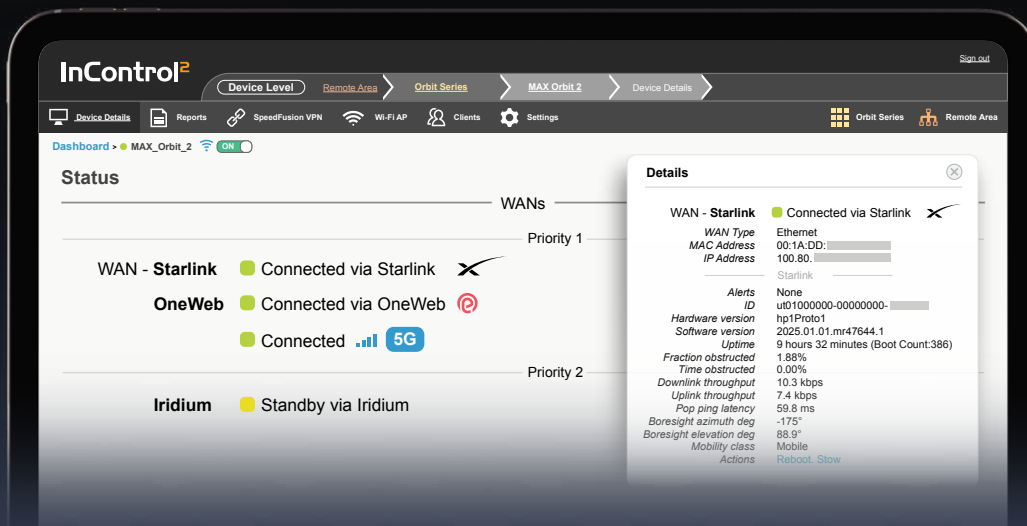 InControl²
Sign out
Device Level
Remote Area
Orbit Series
MAX Orbit 2
Device Details
Device Details
Reports
SpeedFusion VPN
Wi-Fi AP
Clients
Settings
Orbit Series
Remote Area
Dashboard > MAX_Orbit_2 ON
Status
WANs
Priority 1
WAN - Starlink Connected via Starlink
OneWeb Connected via OneWeb
Connected 5G
Priority 2
Iridium Standby via Iridium
Details
WAN - Starlink Connected via Starlink
WAN Type Ethernet
MAC Address 00:1A:DD:
IP Address 100.80.
Starlink
Alerts None
ID ut01000000-00000000-
Hardware version hp1Proto1
Software version 2025.01.01.mr47644.1
Uptime 9 hours 32 minutes (Boot Count:386)
Fraction obstructed 1.88%
Time obstructed 0.00%
Downlink throughput 10.3 kbps
Uplink throughput 7.4 kbps
Pop ping latency 59.8 ms
Boresight azimuth deg -175°
Boresight elevation deg 88.9°
Mobility class Mobile
Actions Reboot. Stow